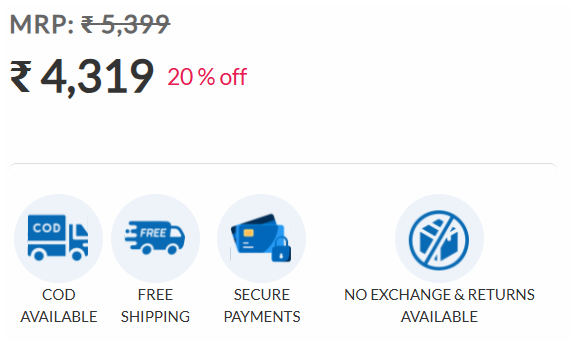 MRP: ₹ 5,399
₹ 4,319 20 % off
COD FREE
COD AVAILABLE
FREE SHIPPING
SECURE PAYMENTS
NO EXCHANGE & RETURNS AVAILABLE